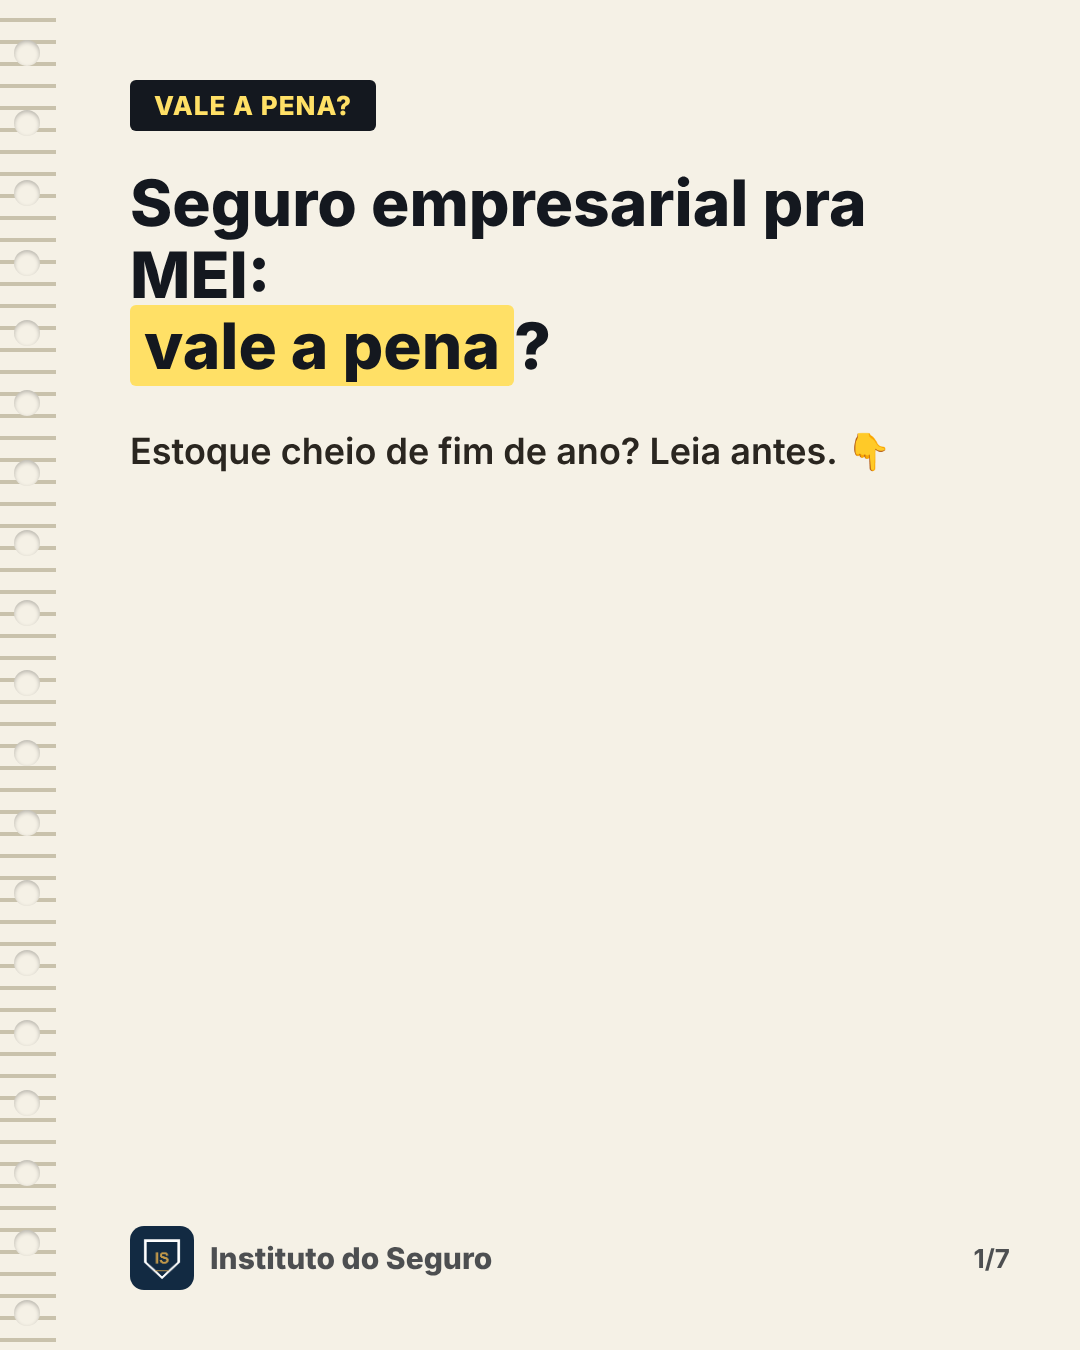 VALE A PENA?
Seguro empresarial pra
MEI:
vale a pena?
Estoque cheio de fim de ano? Leia antes. 👇
IS
Instituto do Seguro
1/7